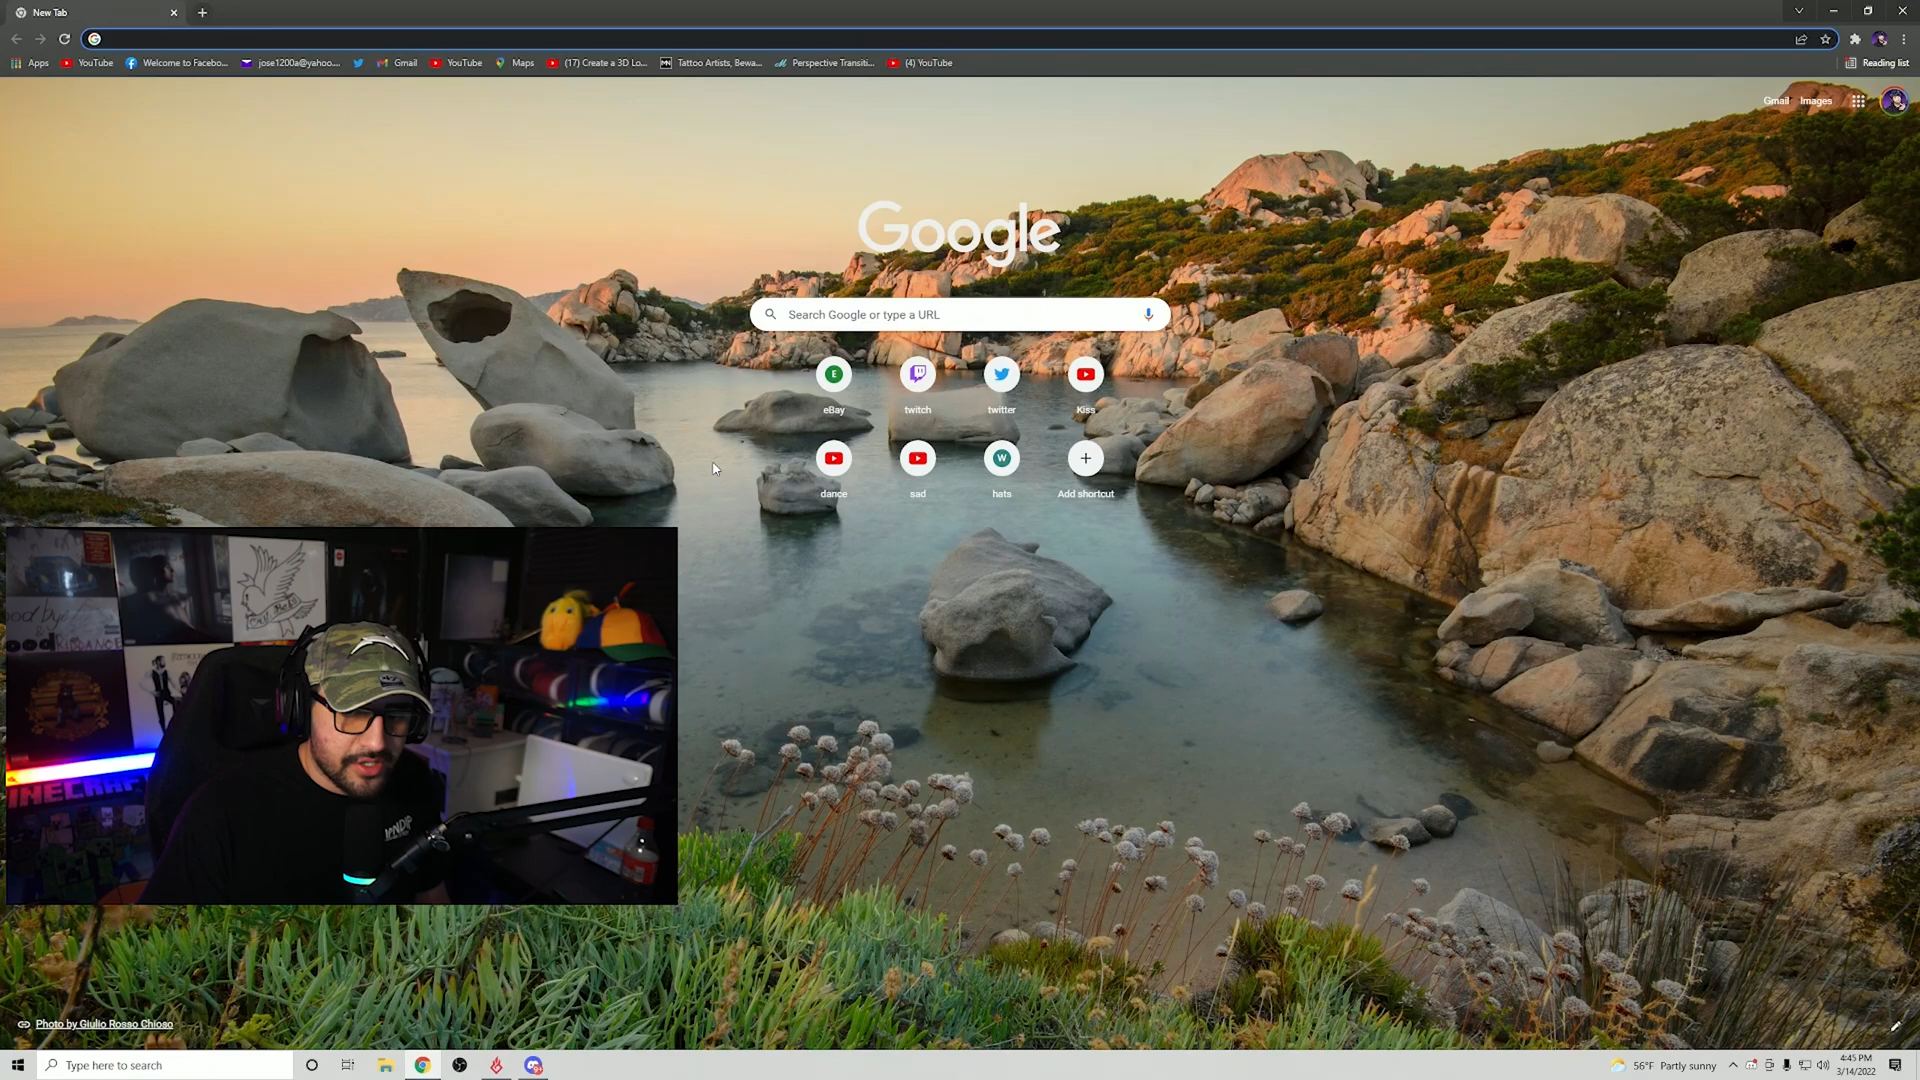 New Tab
Apps YouTube Welcome to Facebo... jose1200a@yahoo.... Gmail YouTube Maps (17) Create a 3D Lo... Tattoo Artists, Bewa... Perspective Transiti... (4) YouTube Reading list
Gmail Images
Google
Search Google or type a URL
E
eBay twitch twitter Kiss
W
dance sad hats Add shortcut
Photo by Giulio Rosso Chioso
Type here to search
56°F Partly sunny
4:45 PM
3/14/2022